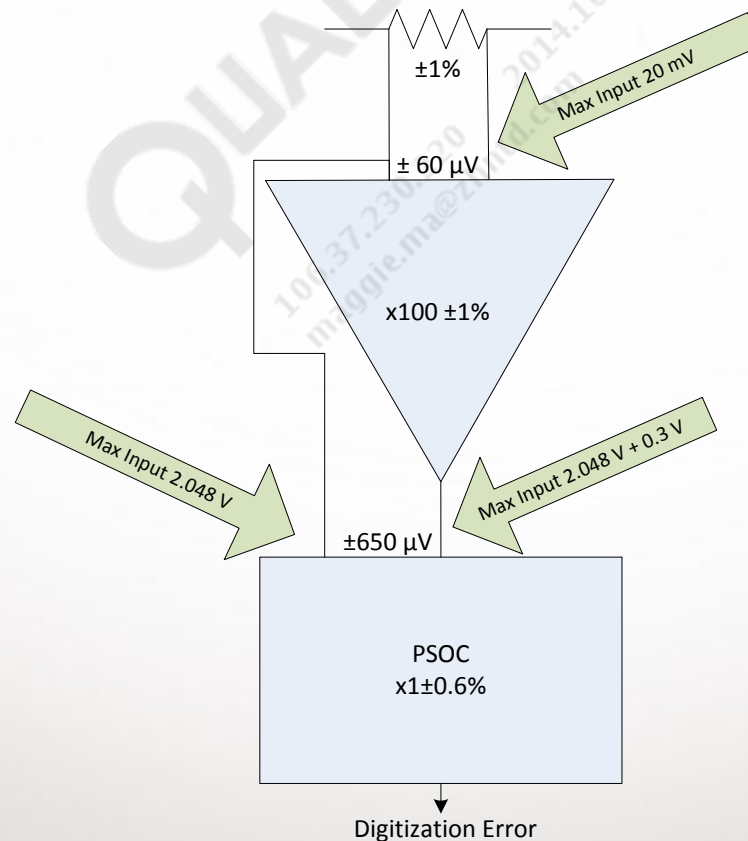 ±1%
Max Input 20 mV
± 60 µV
x100 ±1%
Max Input 2.048 V
Max Input 2.048 V + 0.3 V
±650 µV
PSOC
x1±0.6%
Digitization Error